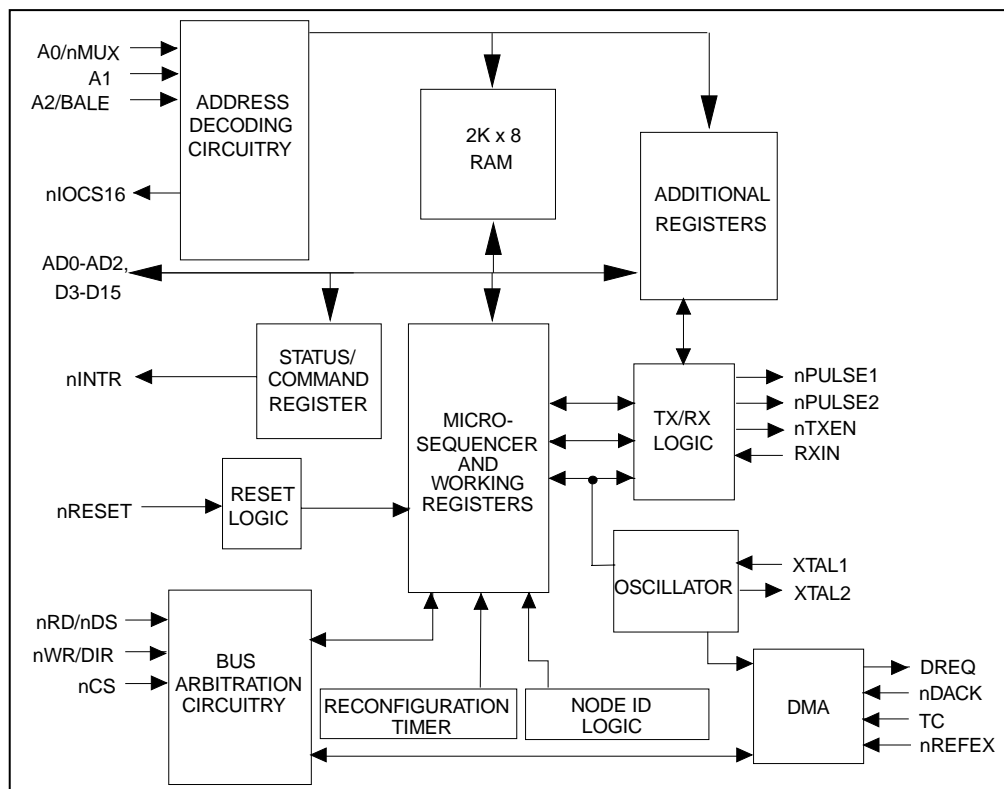 A0/nMUX
A1
A2/BALE
nIOCS16
AD0-AD2,
D3-D15
nINTR
nRESET
nRD/nDS
nWR/DIR
nCS
ADDRESS
DECODING
CIRCUITRY
2K x 8
RAM
ADDITIONAL
REGISTERS
STATUS/
COMMAND
REGISTER
MICRO-
SEQUENCER
AND
WORKING
REGISTERS
TX/RX
LOGIC
nPULSE1
nPULSE2
nTXEN
RXIN
RESET
LOGIC
OSCILLATOR
XTAL1
XTAL2
BUS
ARBITRATION
CIRCUITRY
RECONFIGURATION
TIMER
NODE ID
LOGIC
DMA
DREQ
nDACK
TC
nREFEX